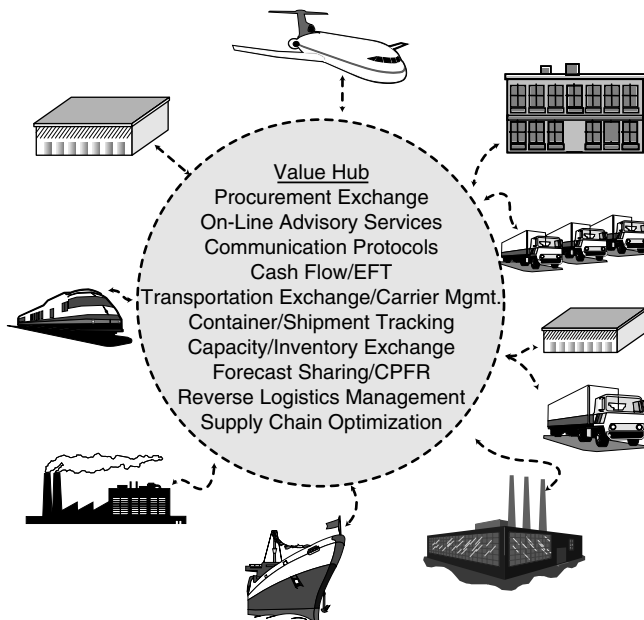 Value Hub
Procurement Exchange
On-Line Advisory Services
Communication Protocols
Cash Flow/EFT
Transportation Exchange/Carrier Mgmt.
Container/Shipment Tracking
Capacity/Inventory Exchange
Forecast Sharing/CPFR
Reverse Logistics Management
Supply Chain Optimization